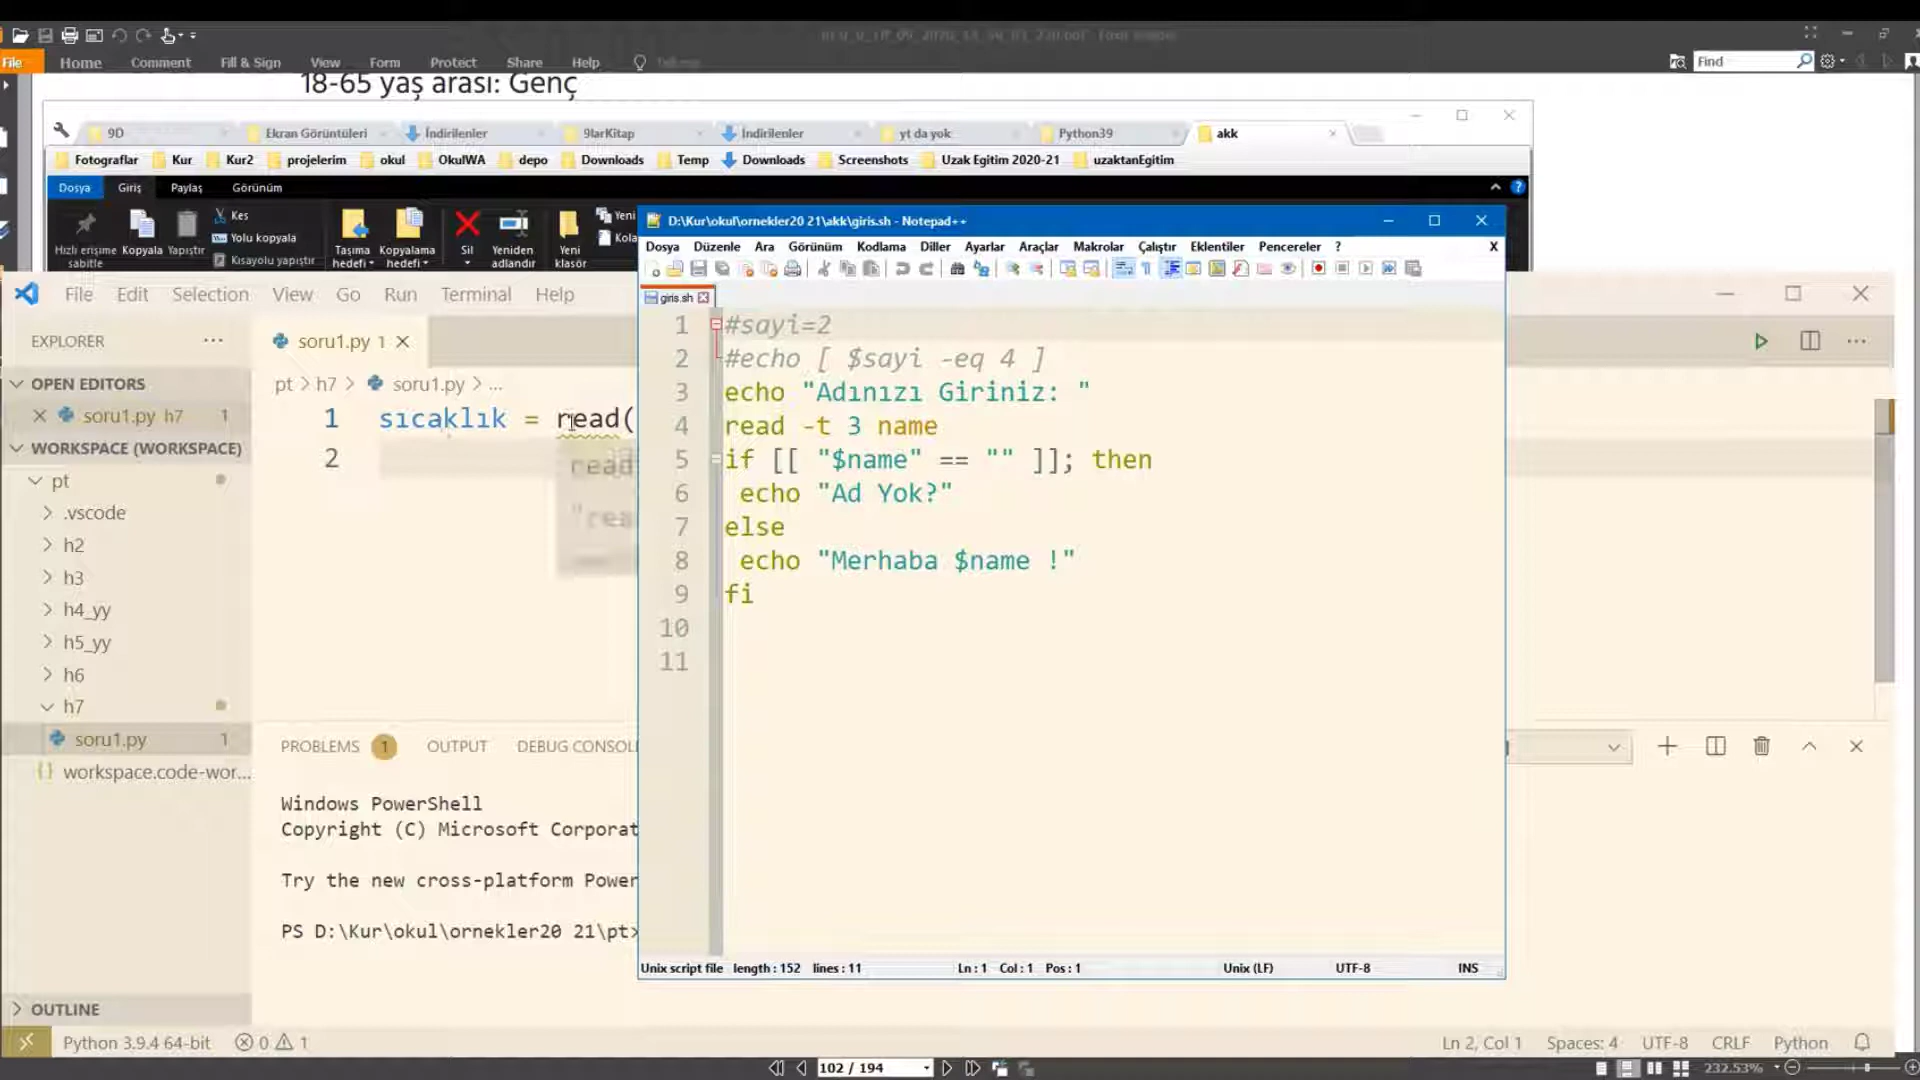 File
Home
Comment
Fill & Sign
View
Form
Protect
Share
Help
Find
18-65 yaş arası: Genç
9D
Ekran Görüntüleri
İndirilenler
9larKitap
İndirilenler
yt da yok
Python39
akk
Fotograflar
Kur
Kur2
projelerim
okul
OkulWA
depo
Downloads
Temp
Downloads
Screenshots
Uzak Egitim 2020-21
uzaktanEgitim
Dosya
Giriş
Paylaş
Görünüm
Hızlı erişime sabitle
Kopyala
Yapıştır
Kes
Yolu kopyala
Kısayolu yapıştır
Taşıma hedefi
Kopyalama hedefi
Sil
Yeniden adlandır
Yeni klasör
Yeni
Kola
D:\Kur\okul\ornekler20 21\akk\giris.sh - Notepad++
Dosya Düzenle Ara Görünüm Kodlama Diller Ayarlar Araçlar Makrolar Çalıştır Eklentiler Pencereler ?
X
giris.sh
1 #sayi=2
2 #echo [ $sayi -eq 4 ]
3 echo "Adınızı Giriniz: "
4 read -t 3 name
5 if [[ "$name" == "" ]]; then
6 echo "Ad Yok?"
7 else
8 echo "Merhaba $name !"
9 fi
10
11
Unix script file length : 152 lines : 11 Ln : 1 Col : 1 Pos : 1 Unix (LF) UTF-8 INS
File Edit Selection View Go Run Terminal Help
EXPLORER
OPEN EDITORS
soru1.py h7 1
WORKSPACE (WORKSPACE)
pt
.vscode
h2
h3
h4_yy
h5_yy
h6
h7
soru1.py 1
workspace.code-wor...
OUTLINE
soru1.py 1
pt > h7 > soru1.py > ...
1 sıcaklık = read(
2
read
"rea
PROBLEMS 1
OUTPUT
DEBUG CONSOL
Windows PowerShell
Copyright (C) Microsoft Corporat
Try the new cross-platform Power
PS D:\Kur\okul\ornekler20 21\pt>
Python 3.9.4 64-bit
0
1
Ln 2, Col 1
Spaces: 4
UTF-8
CRLF
Python
102 / 194
232.53%